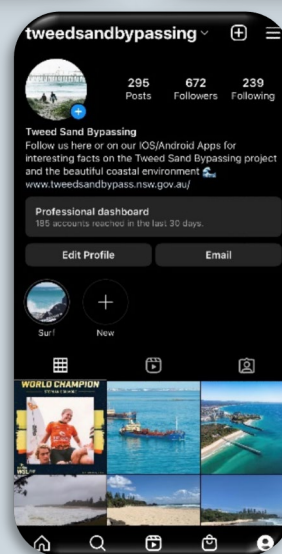 tweedsandbypassing
295 672 239
Posts Followers Following
Tweed Sand Bypassing
Follow us here or on our IOS/Android Apps for
interesting facts on the Tweed Sand Bypassing project
and the beautiful coastal environment 🌊
www.tweedsandbypass.nsw.gov.au/
Professional dashboard
185 accounts reached in the last 30 days.
Edit Profile Email
Surf New
WORLD CHAMPION
WSL